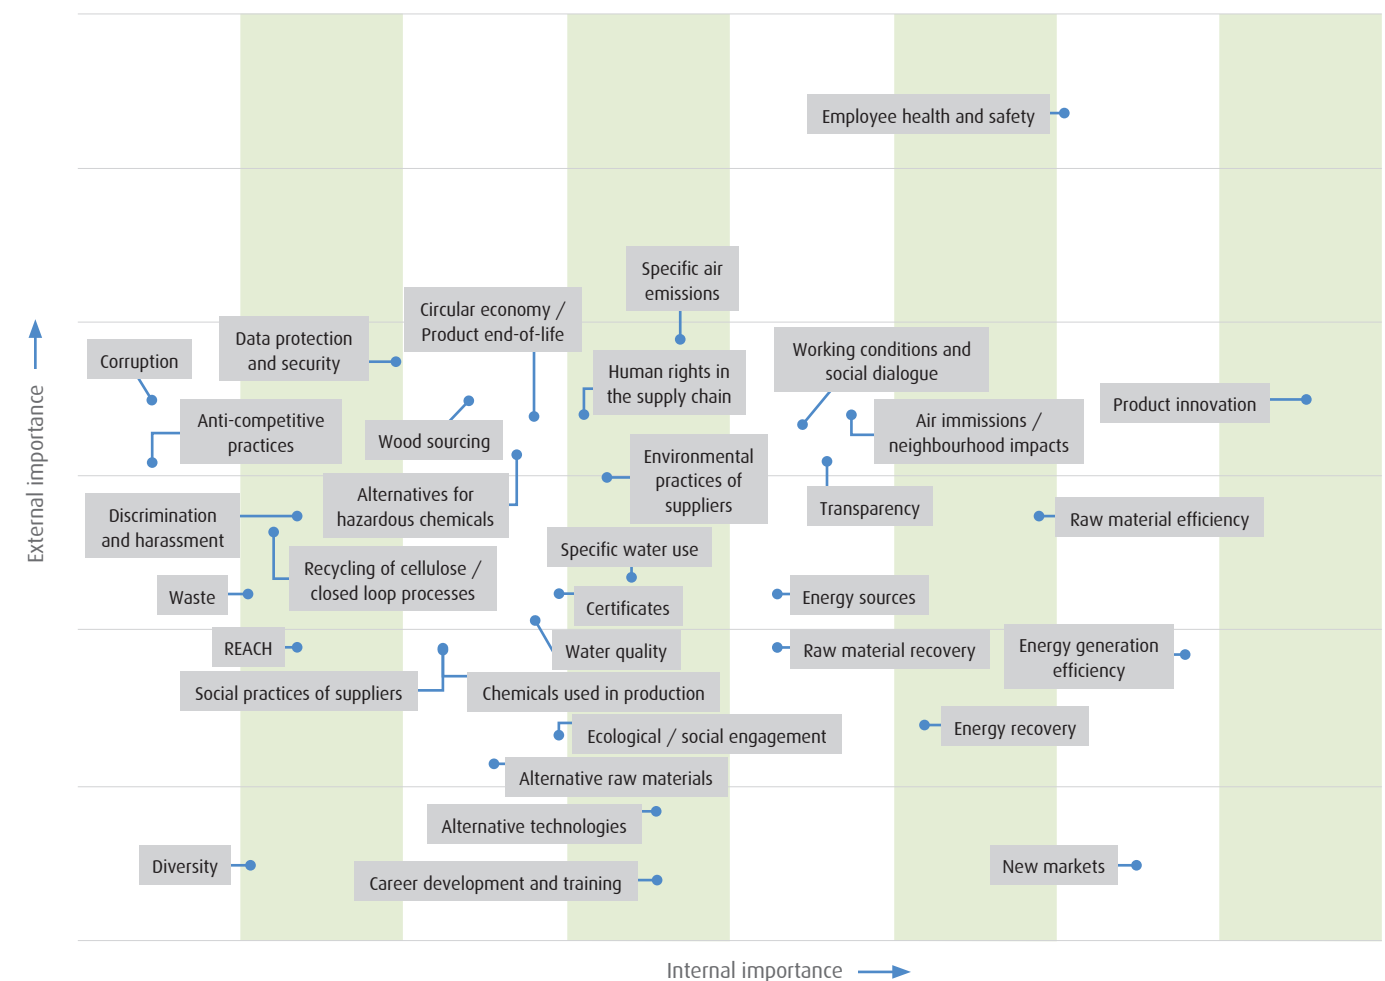 Employee health and safety
Specific air
emissions
Circular economy /
Product end-of-life
Data protection
and security
Corruption
Working conditions and
social dialogue
Human rights in
the supply chain
Product innovation
Anti-competitive
practices
Wood sourcing
Air immissions /
neighbourhood impacts
Environmental
practices of
suppliers
Alternatives for
hazardous chemicals
Transparency
Discrimination
and harassment
Raw material efficiency
Specific water use
Recycling of cellulose /
closed loop processes
Waste
Certificates
Energy sources
REACH
Water quality
Raw material recovery
Energy generation
efficiency
Social practices of suppliers
Chemicals used in production
Ecological / social engagement
Energy recovery
Alternative raw materials
Alternative technologies
Diversity
Career development and training
New markets
External importance
Internal importance